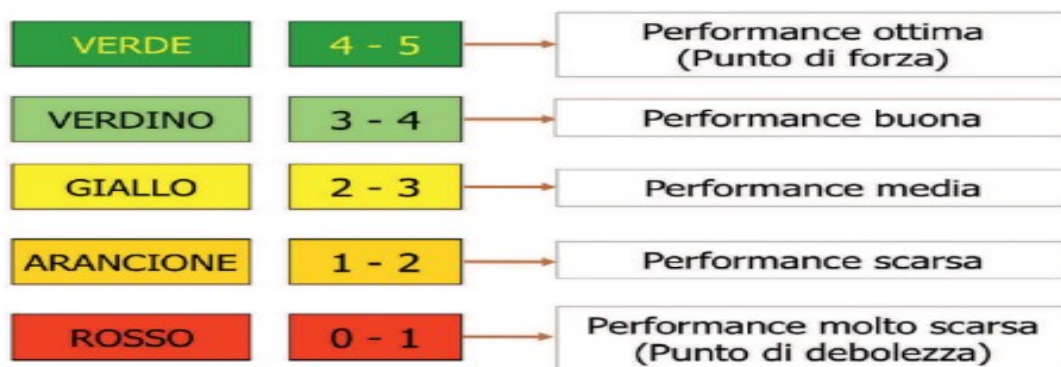 VERDE 4 - 5 Performance ottima
(Punto di forza)
VERDINO 3 - 4 Performance buona
GIALLO 2 - 3 Performance media
ARANCIONE 1 - 2 Performance scarsa
ROSSO 0 - 1 Performance molto scarsa
(Punto di debolezza)